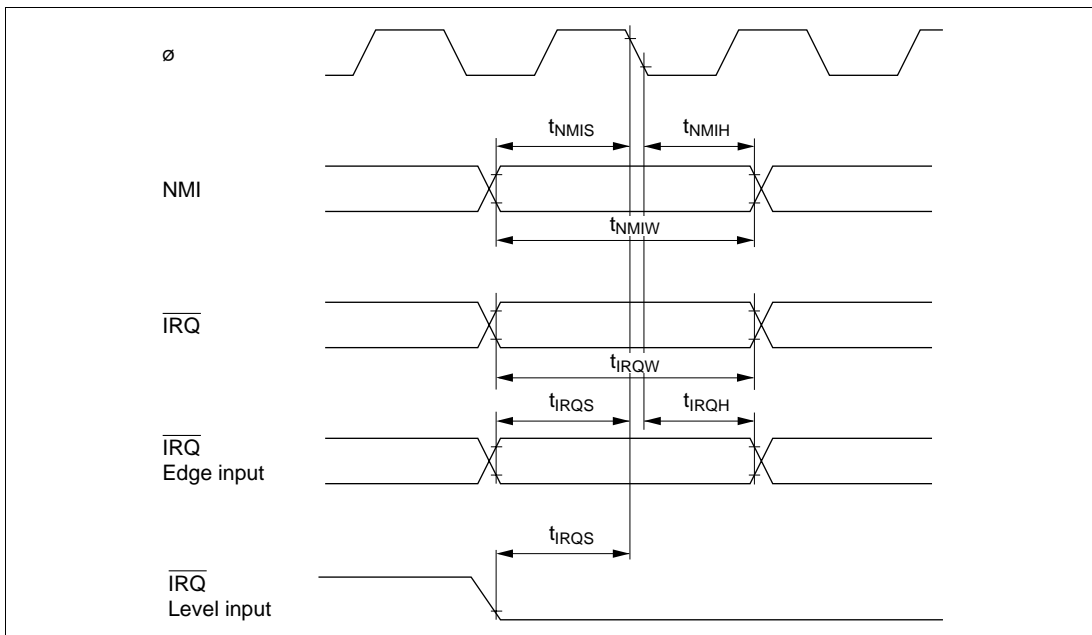 ø
tNMIS
tNMIH
NMI
tNMIW
IRQ
tIRQW
tIRQS
tIRQH
IRQ
Edge input
tIRQS
IRQ
Level input